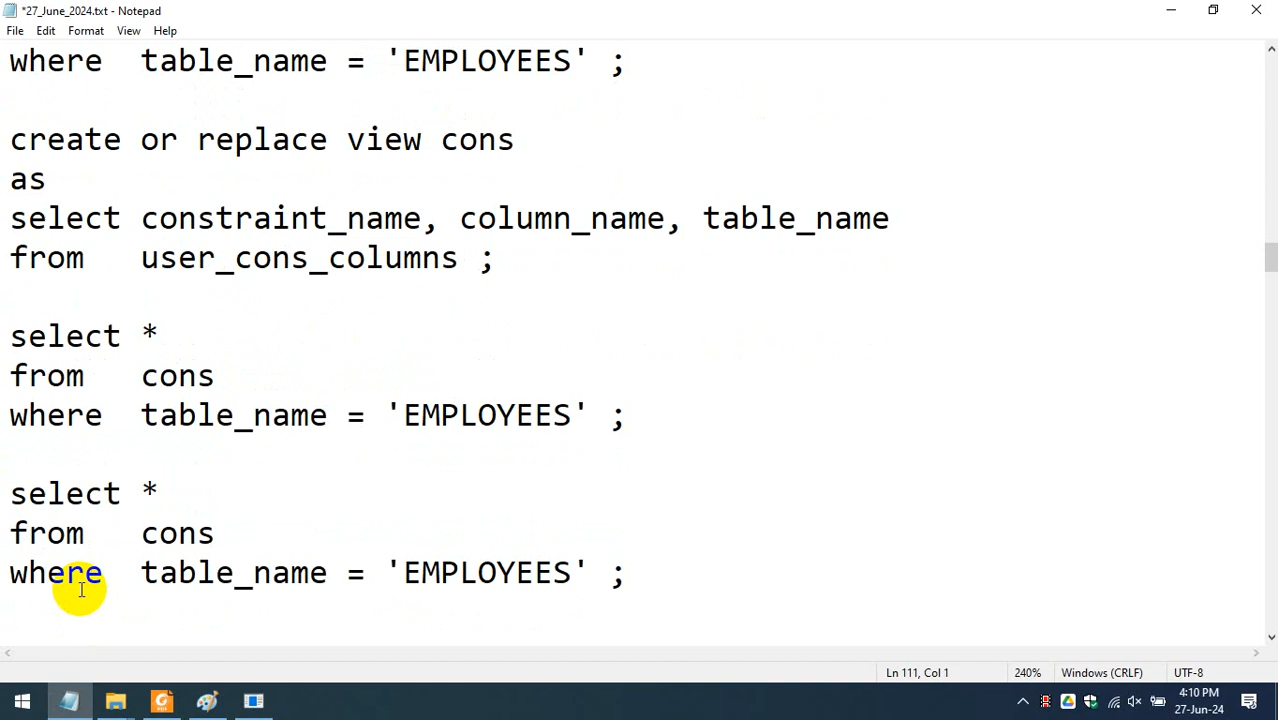 *27_June_2024.txt - Notepad
File Edit Format View Help
where  table_name = 'EMPLOYEES' ;
create or replace view cons
as
select constraint_name, column_name, table_name
from   user_cons_columns ;
select *
from   cons
where  table_name = 'EMPLOYEES' ;
select *
from   cons
where  table_name = 'EMPLOYEES' ;
Ln 111, Col 1 240% Windows (CRLF) UTF-8
4:10 PM
27-Jun-24